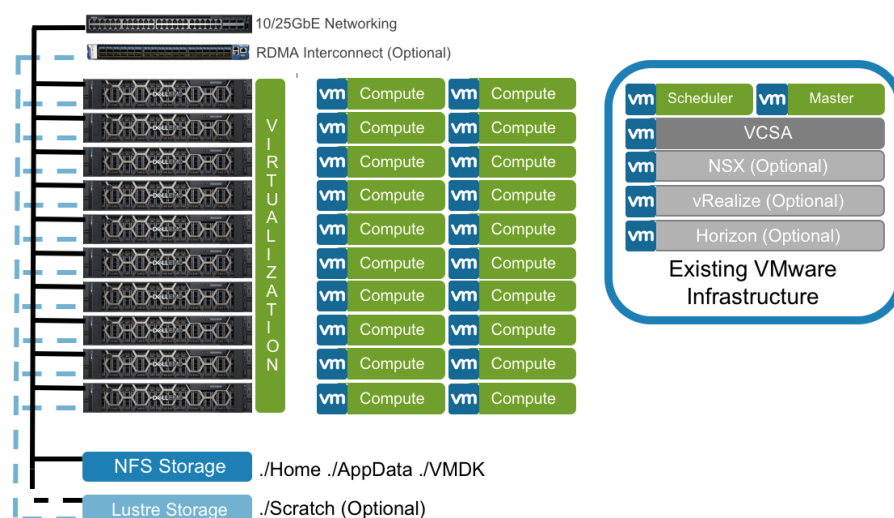 10/25GbE Networking
RDMA Interconnect (Optional)
VIRTUALIZATION
vm Compute vm Compute
vm Compute vm Compute
vm Compute vm Compute
vm Compute vm Compute
vm Compute vm Compute
vm Compute vm Compute
vm Compute vm Compute
vm Compute vm Compute
vm Compute vm Compute
vm Compute vm Compute
vm Scheduler vm Master
vm VCSA
vm NSX (Optional)
vm vRealize (Optional)
vm Horizon (Optional)
Existing VMware
Infrastructure
NFS Storage ./Home ./AppData ./VMDK
Lustre Storage ./Scratch (Optional)